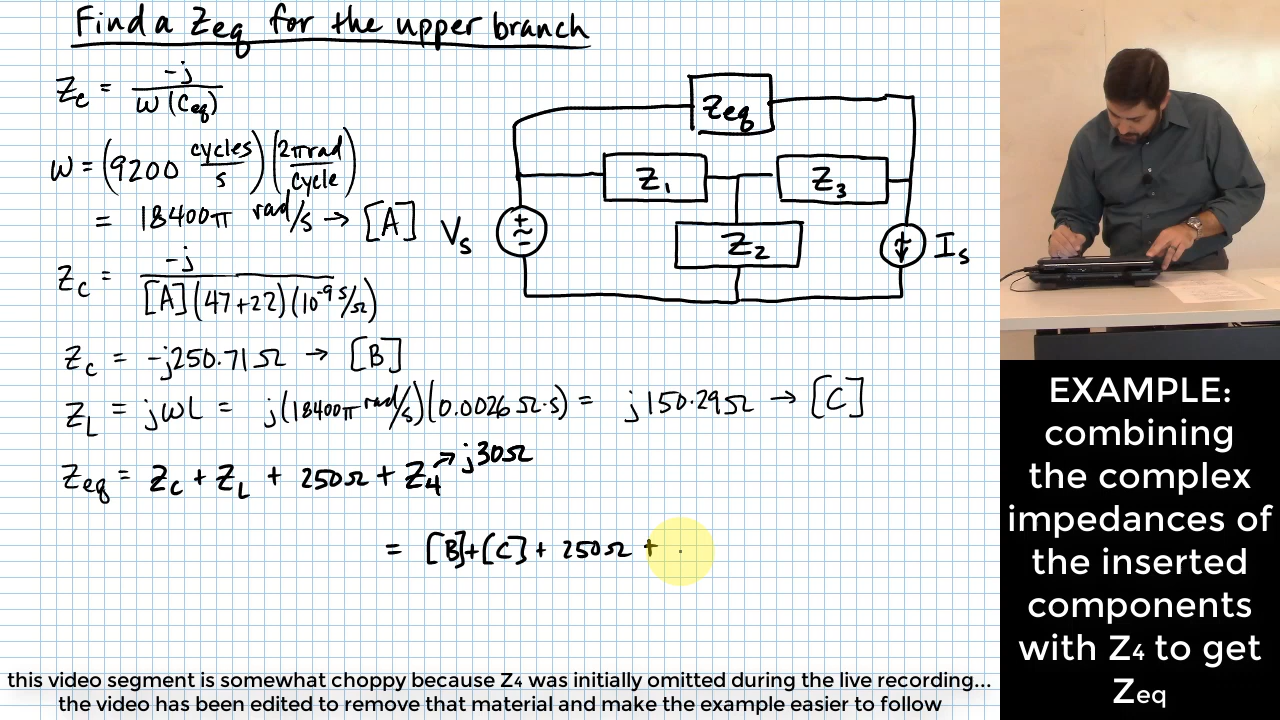 Find a Zeq for the upper branch
Zc = -j / ω(Ceq)
ω = (9200 cycles/s)(2π rad/cycle)
= 18400π rad/s → [A]
Zc = -j / [A](47+22)(10⁻⁹ s/Ω)
Zc = -j250.71Ω → [B]
ZL = jωL = j(18400π rad/s)(0.0026 Ω·s) = j150.29Ω → [C]
Zeq = Zc + ZL + 250Ω + Z4 → j30Ω
= [B]+[C] + 250Ω + .
Zeq
Z1
Z3
Vs
+
~
-
Z2
Is
EXAMPLE:
combining
the complex
impedances of
the inserted
components
with Z4 to get
Zeq
this video segment is somewhat choppy because Z4 was initially omitted during the live recording...
the video has been edited to remove that material and make the example easier to follow